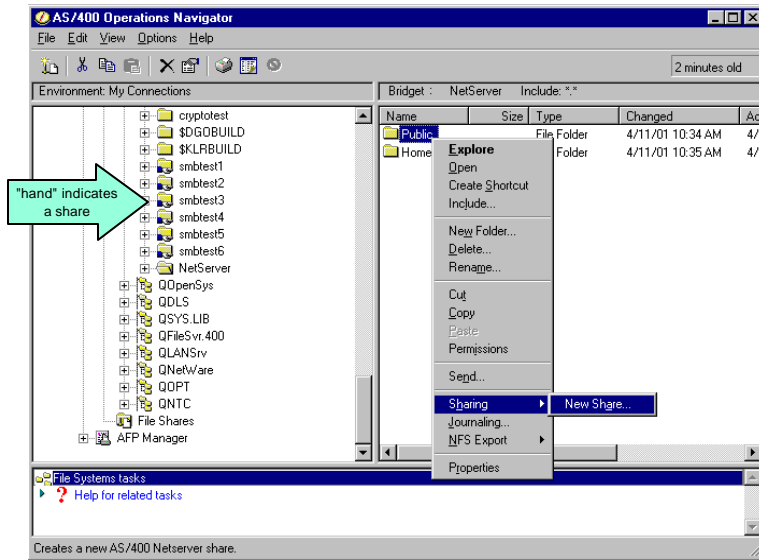 AS/400 Operations Navigator
File Edit View Options Help
2 minutes old
Environment: My Connections
Bridget : NetServer Include: *.*
cryptotest
$DGOBUILD
$KLRBUILD
smbtest1
smbtest2
smbtest3
smbtest4
smbtest5
smbtest6
NetServer
QOpenSys
QDLS
QSYS.LIB
QFileSvr.400
QLANSrv
QNetWare
QOPT
QNTC
File Shares
AFP Manager
"hand" indicates
a share
Name Size Type Changed Ac
Public File Folder 4/11/01 10:34 AM 4/
Home Folder 4/11/01 10:35 AM 4/
Explore
Open
Create Shortcut
Include...
New Folder...
Delete...
Rename...
Cut
Copy
Paste
Permissions
Send...
Sharing New Share...
Journaling...
NFS Export
Properties
File Systems tasks
? Help for related tasks
Creates a new AS/400 Netserver share.